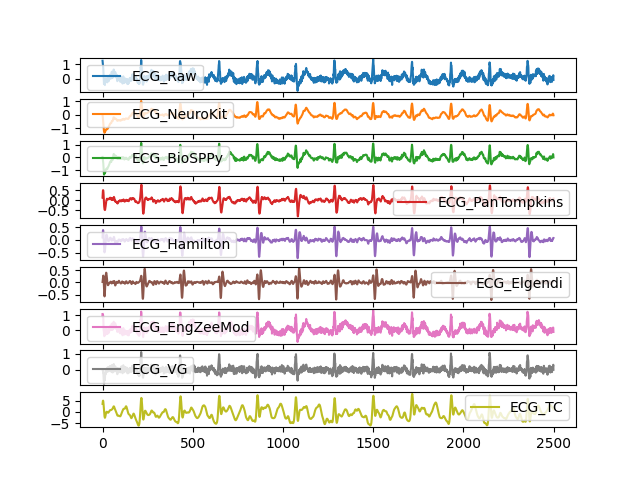 1
0
ECG_Raw
1
0
−1
ECG_NeuroKit
1
0
−1
ECG_BioSPPy
0.5
0.0
−0.5
ECG_PanTompkins
0.5
0.0
−0.5
ECG_Hamilton
0.5
0.0
−0.5
ECG_Elgendi
1
0
ECG_EngZeeMod
1
0
ECG_VG
5
0
−5
ECG_TC
0 500 1000 1500 2000 2500